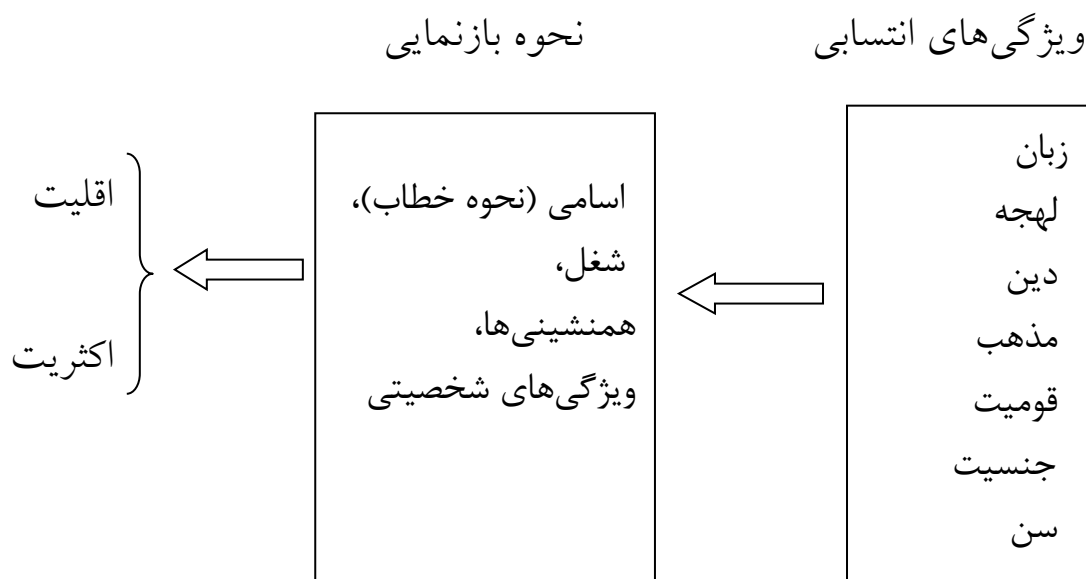 ویژگی‌های انتسابی
زبان
لهجه
دین
مذهب
قومیت
جنسیت
سن
نحوه بازنمایی
اسامی (نحوه خطاب)،
شغل،
همنشینی‌ها،
ویژگی‌های شخصیتی
اقلیت
اکثریت